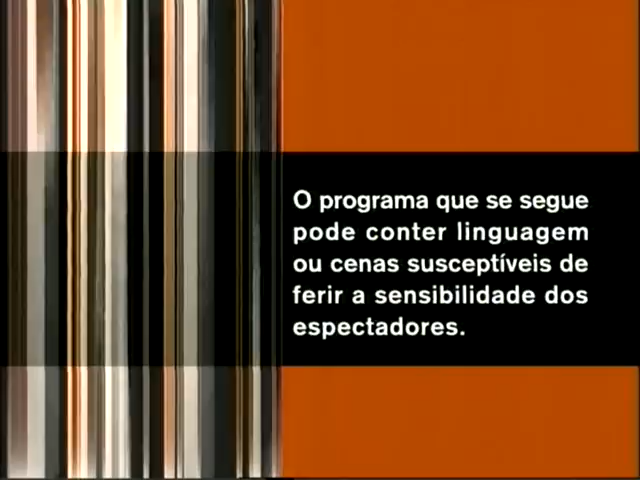 O programa que se segue
pode conter linguagem
ou cenas susceptíveis de
ferir a sensibilidade dos
espectadores.